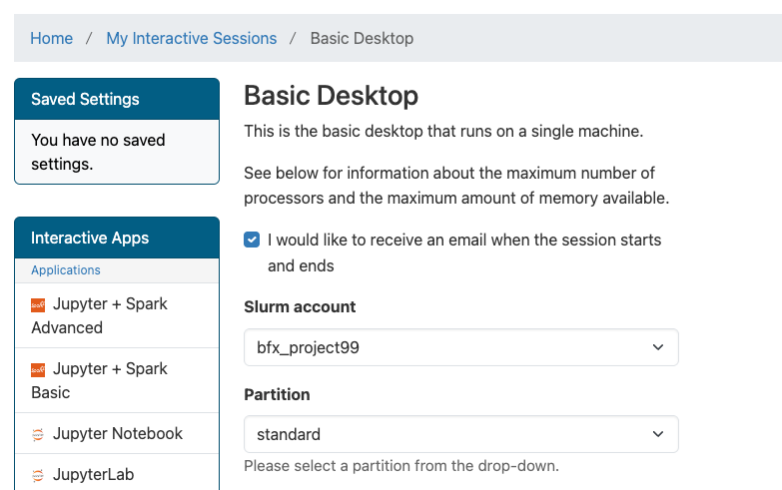 Home / My Interactive Sessions / Basic Desktop
Saved Settings
You have no saved
settings.
Interactive Apps
Applications
Jupyter + Spark
Advanced
Jupyter + Spark
Basic
Jupyter Notebook
JupyterLab
Basic Desktop
This is the basic desktop that runs on a single machine.
See below for information about the maximum number of
processors and the maximum amount of memory available.
I would like to receive an email when the session starts
and ends
Slurm account
bfx_project99
Partition
standard
Please select a partition from the drop-down.